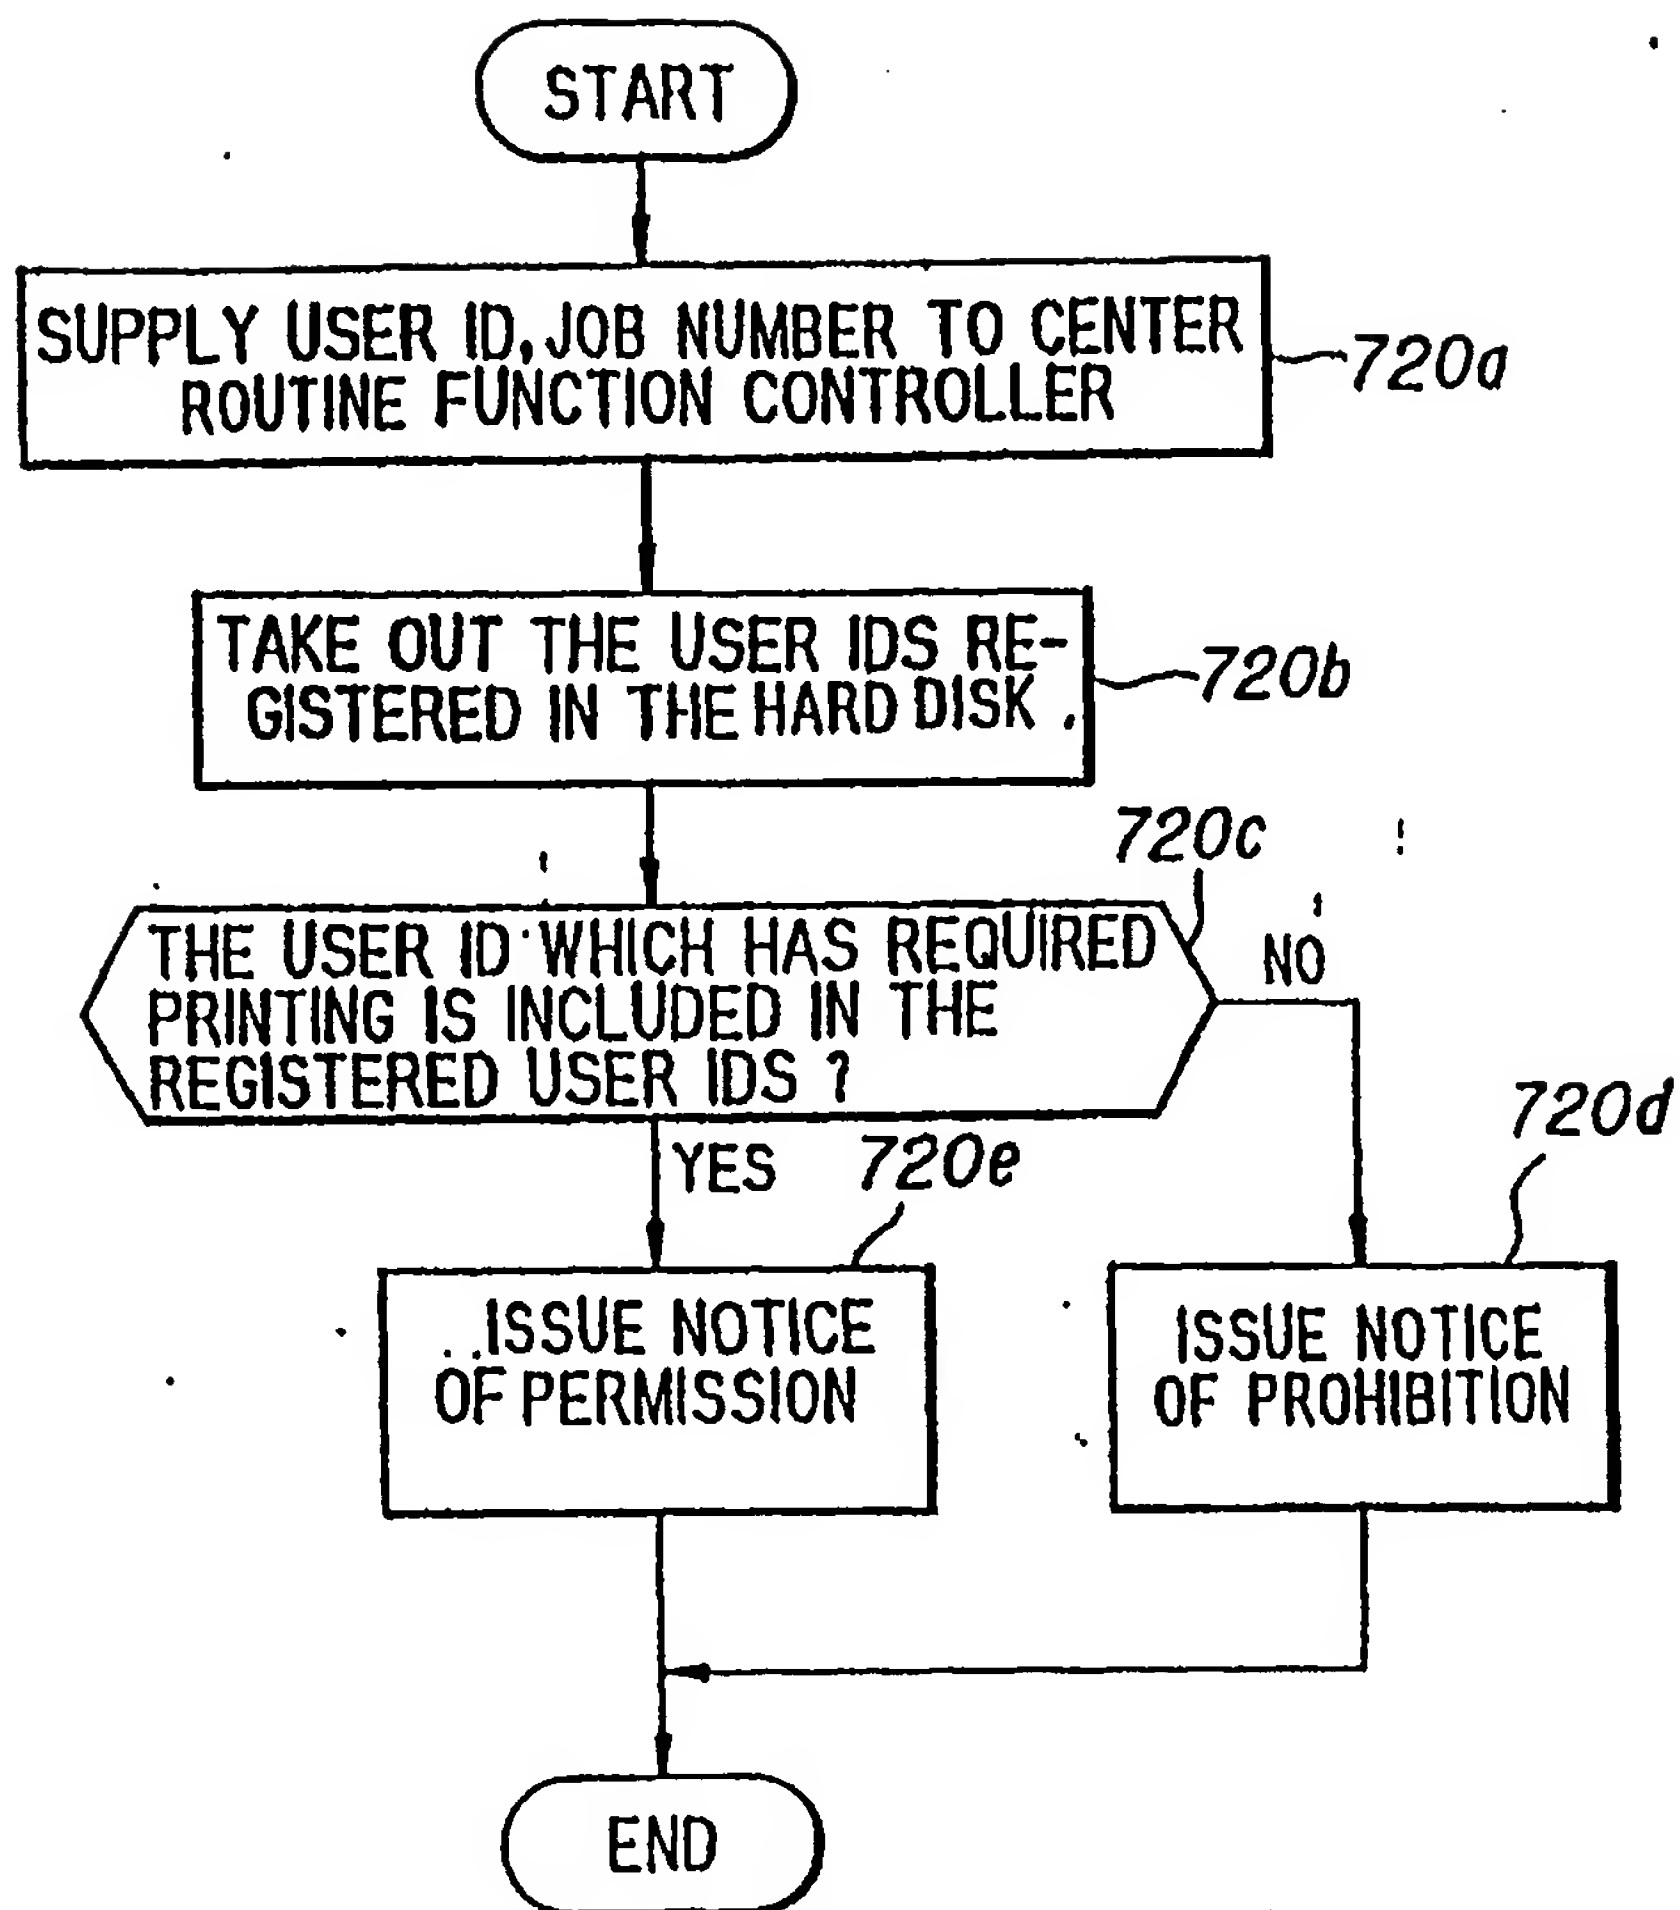 START
SUPPLY USER ID, JOB NUMBER TO CENTER
ROUTINE FUNCTION CONTROLLER
720a
TAKE OUT THE USER IDS RE-
GISTERED IN THE HARD DISK.
720b
720c
THE USER ID WHICH HAS REQUIRED
PRINTING IS INCLUDED IN THE
REGISTERED USER IDS ?
NO
YES
720e
720d
ISSUE NOTICE
OF PERMISSION
ISSUE NOTICE
OF PROHIBITION
END